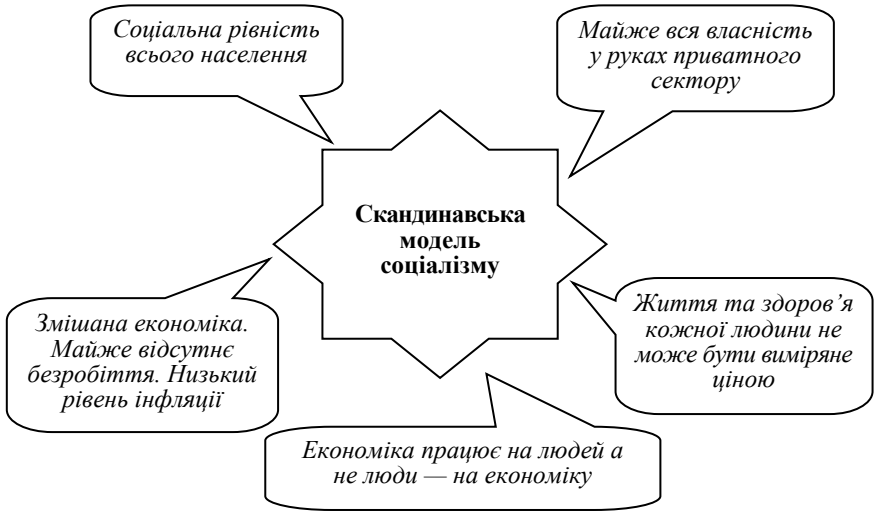 Соціальна рівність
всього населення
Майже вся власність
у руках приватного
сектору
Скандинавська
модель
соціалізму
Змішана економіка.
Майже відсутнє
безробіття. Низький
рівень інфляції
Життя та здоров’я
кожної людини не
може бути виміряне
ціною
Економіка працює на людей а
не люди — на економіку